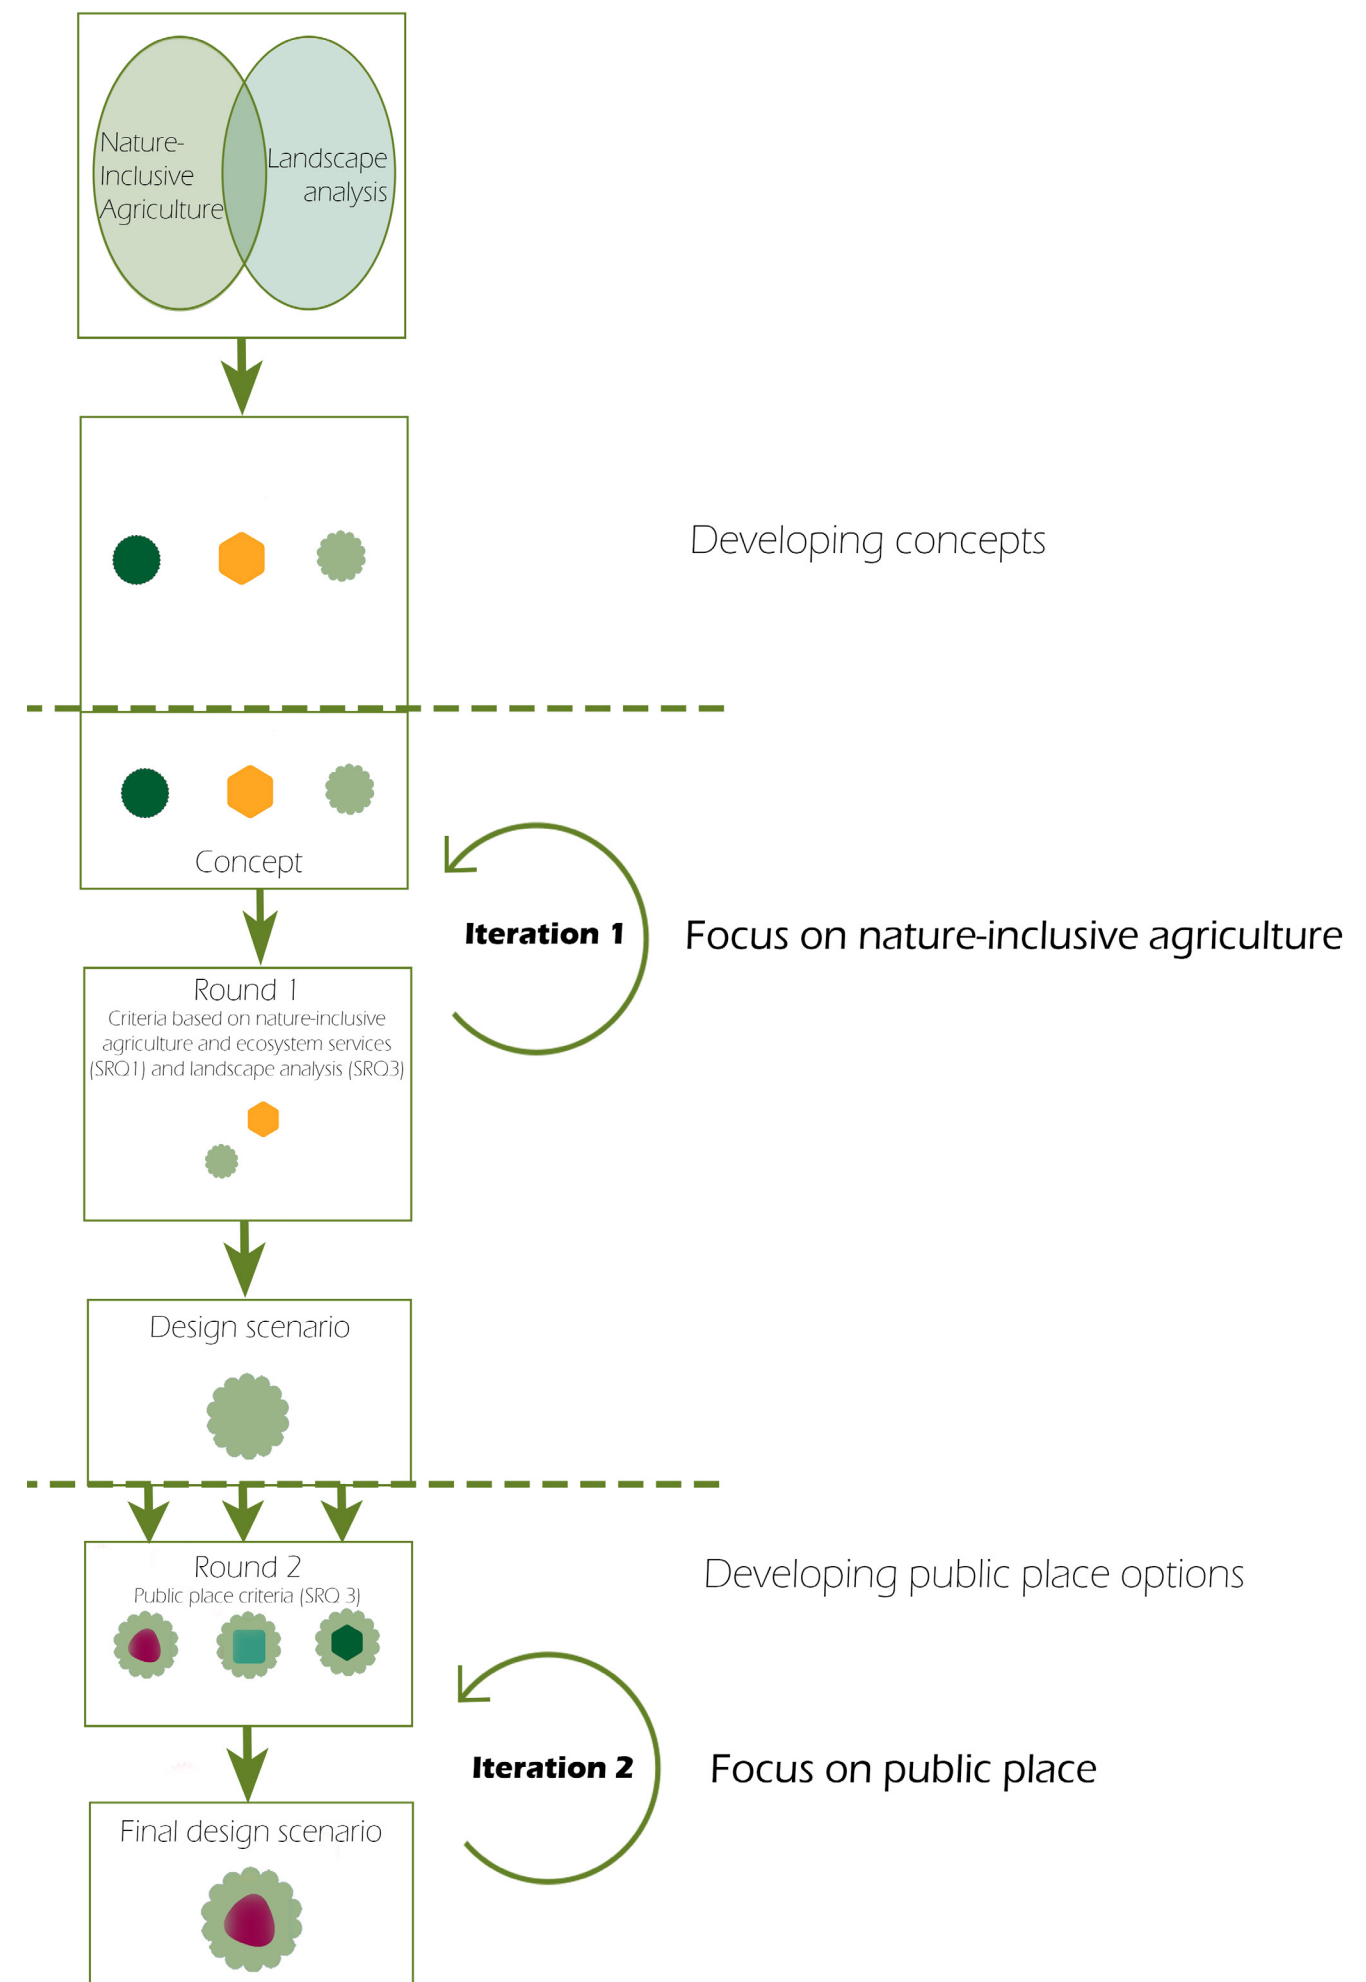 Nature-
Inclusive
Agriculture
Landscape
analysis
Developing concepts
Concept
Iteration 1
Focus on nature-inclusive agriculture
Round 1
Criteria based on nature-inclusive
agriculture and ecosystem services
(SRQ1) and landscape analysis (SRQ3)
Design scenario
Round 2
Public place criteria (SRQ 3)
Developing public place options
Iteration 2
Focus on public place
Final design scenario